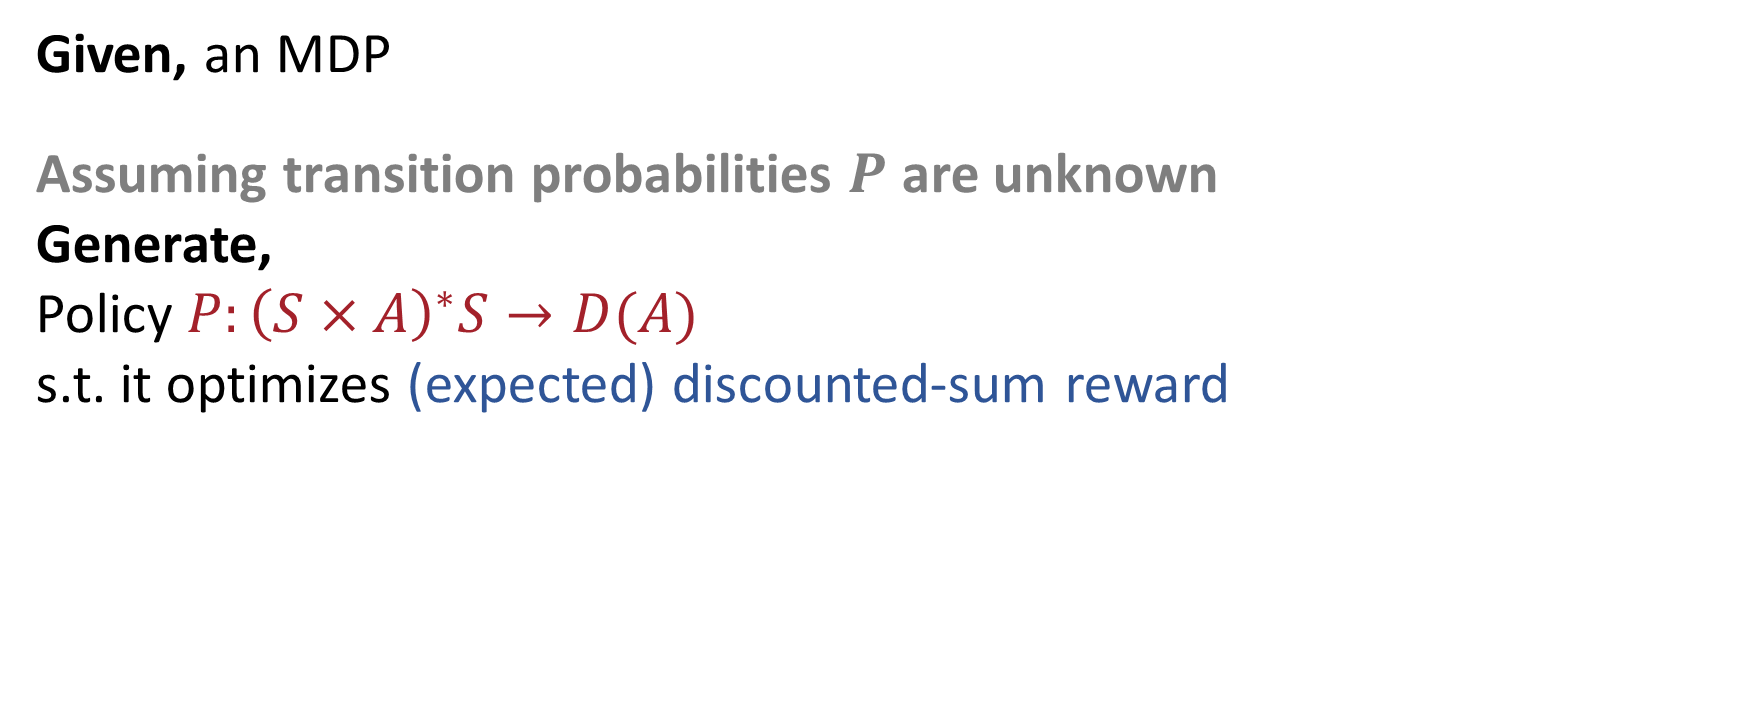 Given, an MDP
Assuming transition probabilities P are unknown
Generate,
Policy P: (S × A)*S → D(A)
s.t. it optimizes (expected) discounted-sum reward